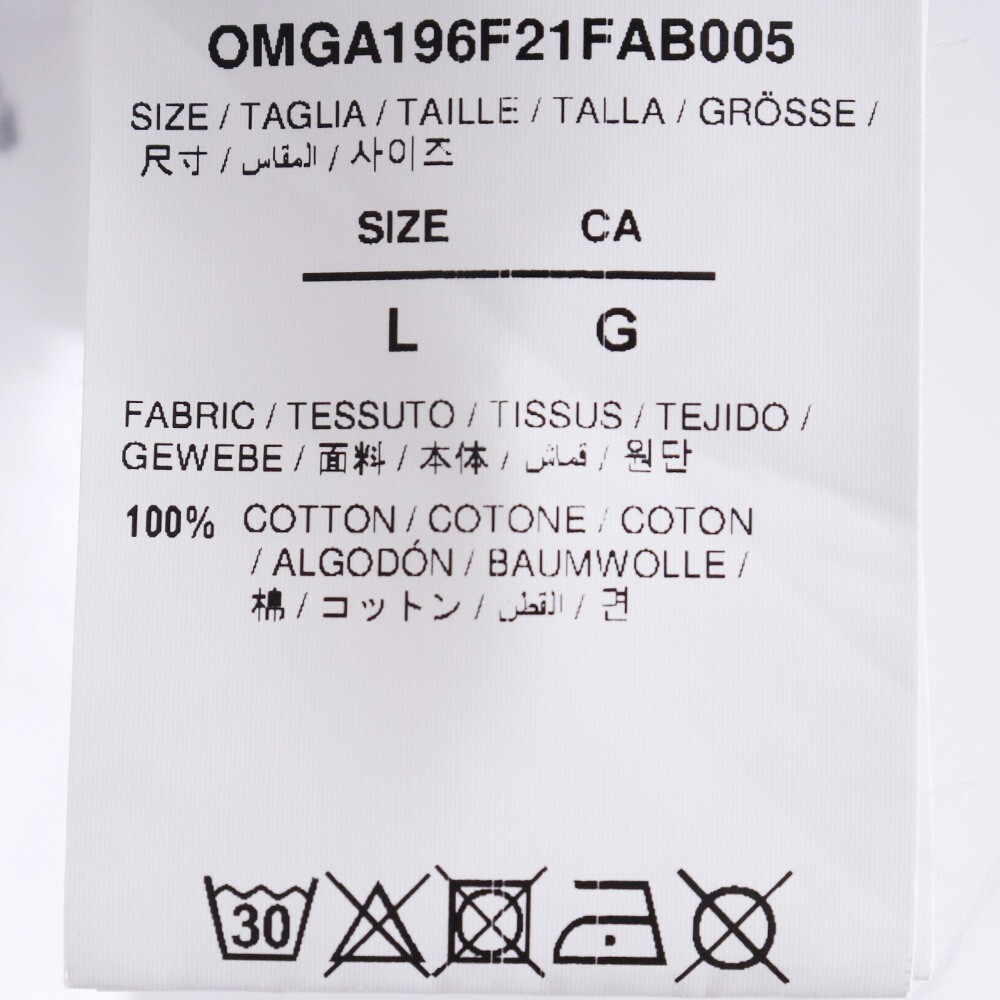 OMGA196F21FAB005
SIZE / TAGLIA / TAILLE / TALLA / GRÖSSE /
尺寸 / المقاس / 사이즈
SIZE CA
L G
FABRIC / TESSUTO / TISSUS / TEJIDO /
GEWEBE / 面料 / 本体 / قماش / 원단
100% COTTON / COTONE / COTON
/ ALGODÓN / BAUMWOLLE /
棉 / コットン / القطن / 면
30